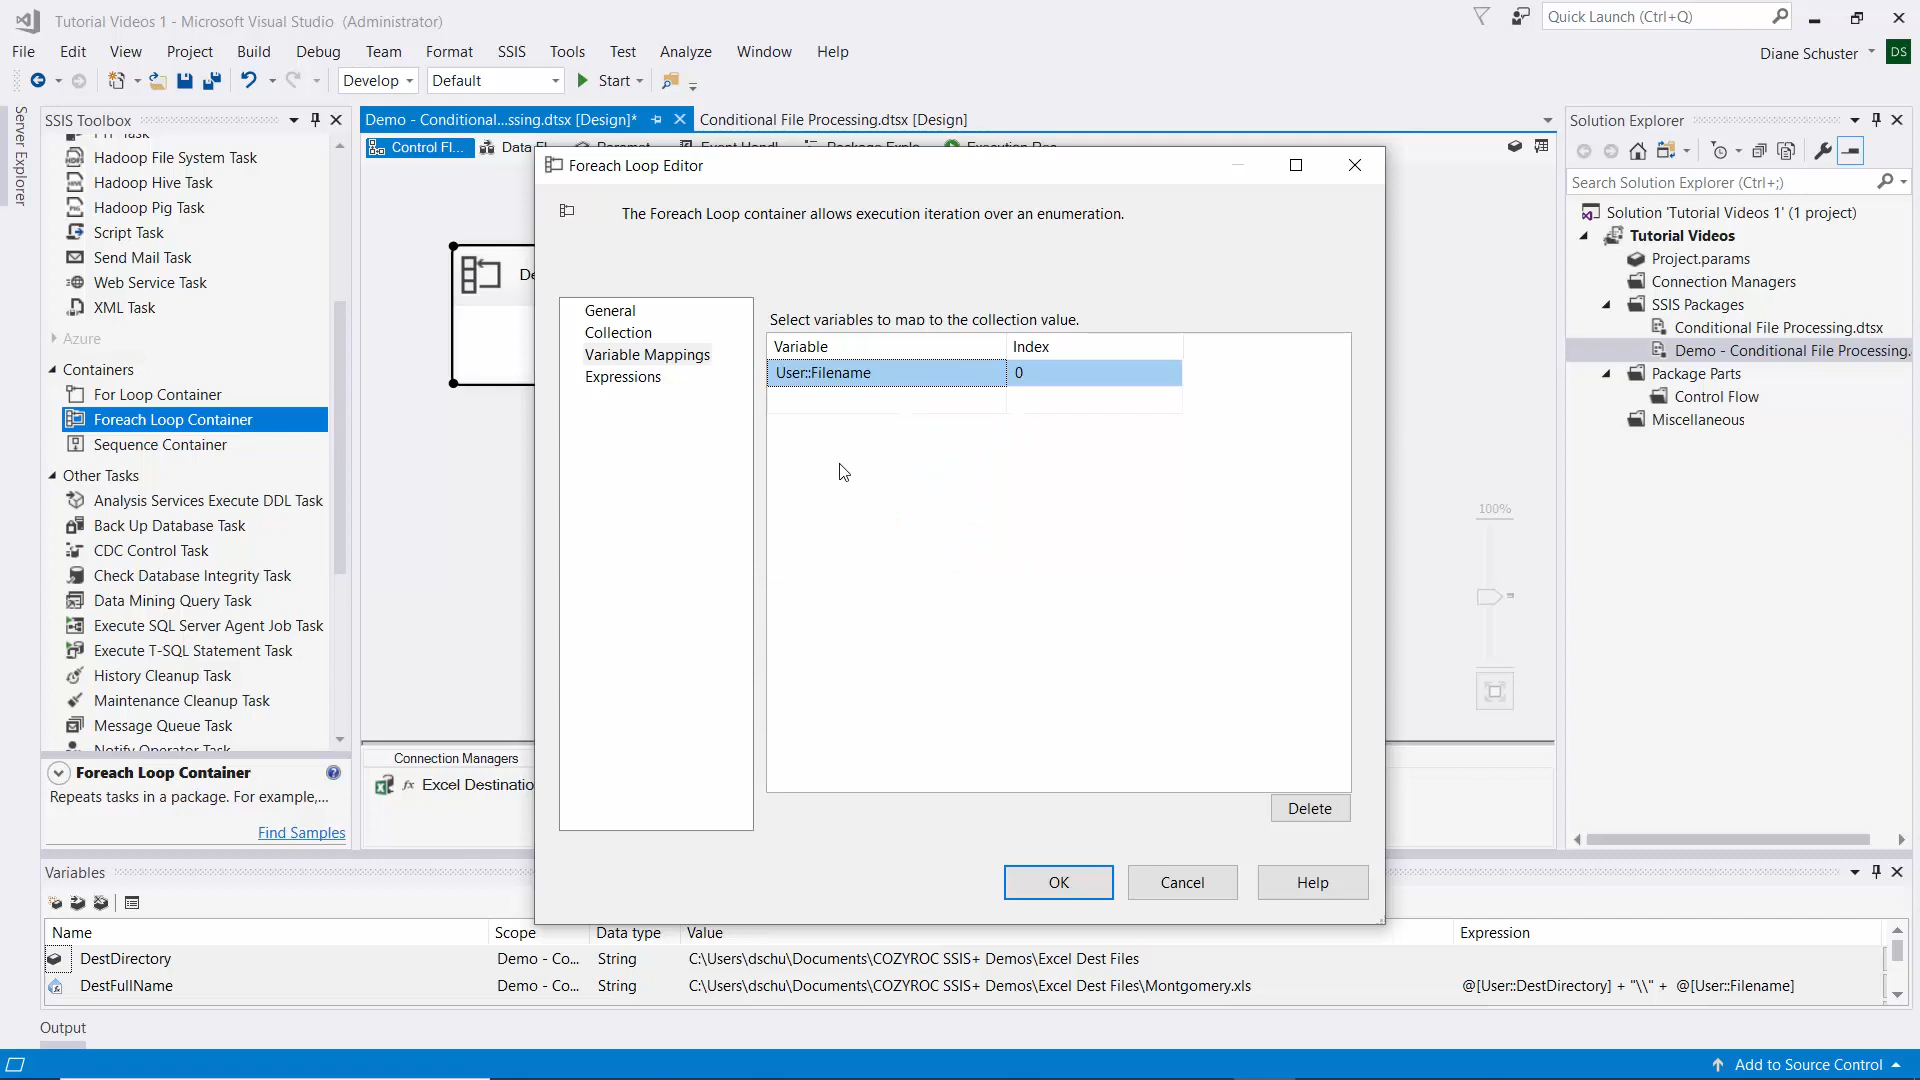 Tutorial Videos 1 - Microsoft Visual Studio (Administrator)
Quick Launch (Ctrl+Q)
File Edit View Project Build Debug Team Format SSIS Tools Test Analyze Window Help
Diane Schuster DS
Develop Default Start
Server Explorer
SSIS Toolbox
Hadoop File System Task
Hadoop Hive Task
Hadoop Pig Task
Script Task
Send Mail Task
Web Service Task
XML Task
Azure
Containers
For Loop Container
Foreach Loop Container
Sequence Container
Other Tasks
Analysis Services Execute DDL Task
Back Up Database Task
CDC Control Task
Check Database Integrity Task
Data Mining Query Task
Execute SQL Server Agent Job Task
Execute T-SQL Statement Task
History Cleanup Task
Maintenance Cleanup Task
Message Queue Task
Notify Operator Task
Foreach Loop Container
Repeats tasks in a package. For example,...
Find Samples
Demo - Conditional...ssing.dtsx [Design]*
Conditional File Processing.dtsx [Design]
Control Fl...
De
100%
Connection Managers
Excel Destinatio
Foreach Loop Editor
The Foreach Loop container allows execution iteration over an enumeration.
General
Collection
Variable Mappings
Expressions
Select variables to map to the collection value.
Variable Index
User::Filename 0
Delete
OK Cancel Help
Solution Explorer
Search Solution Explorer (Ctrl+;)
Solution 'Tutorial Videos 1' (1 project)
Tutorial Videos
Project.params
Connection Managers
SSIS Packages
Conditional File Processing.dtsx
Demo - Conditional File Processing.
Package Parts
Control Flow
Miscellaneous
Variables
Name Scope Data type Value Expression
DestDirectory Demo - Co... String C:\Users\dschu\Documents\COZYROC SSIS+ Demos\Excel Dest Files
DestFullName Demo - Co... String C:\Users\dschu\Documents\COZYROC SSIS+ Demos\Excel Dest Files\Montgomery.xls @[User::DestDirectory] + "\\" + @[User::Filename]
Output
Add to Source Control